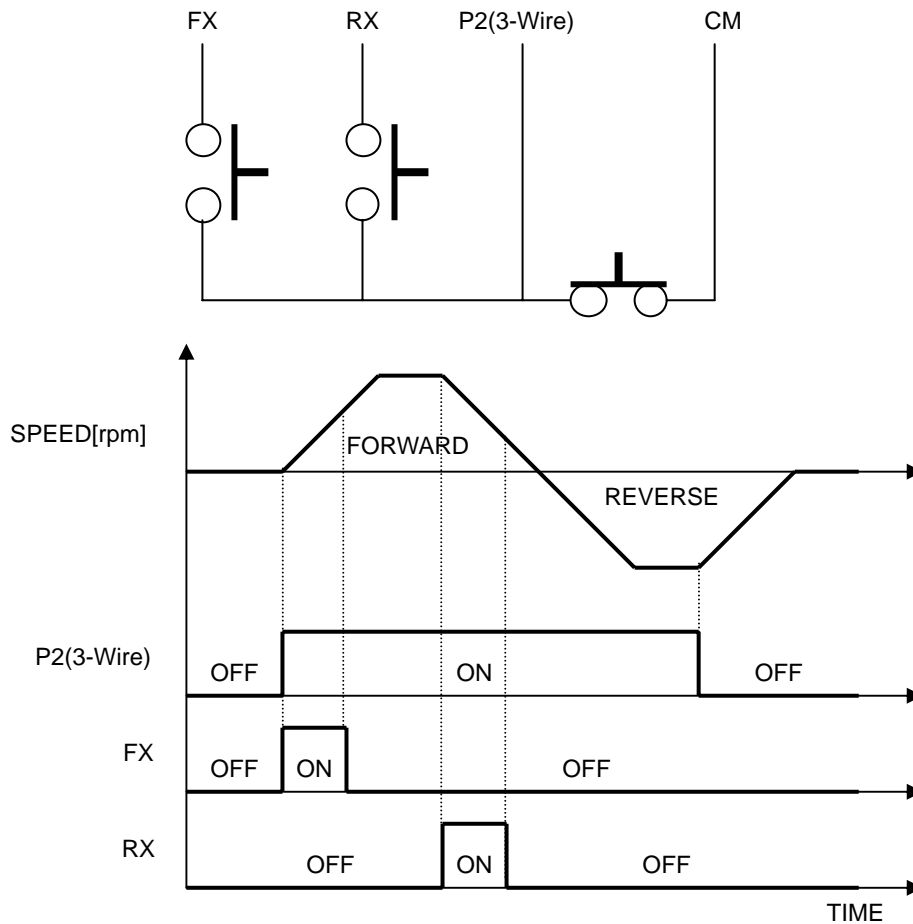 FX RX P2(3-Wire) CM
SPEED[rpm]
FORWARD
REVERSE
P2(3-Wire)
OFF ON OFF
FX
OFF ON OFF
RX
OFF ON OFF
TIME